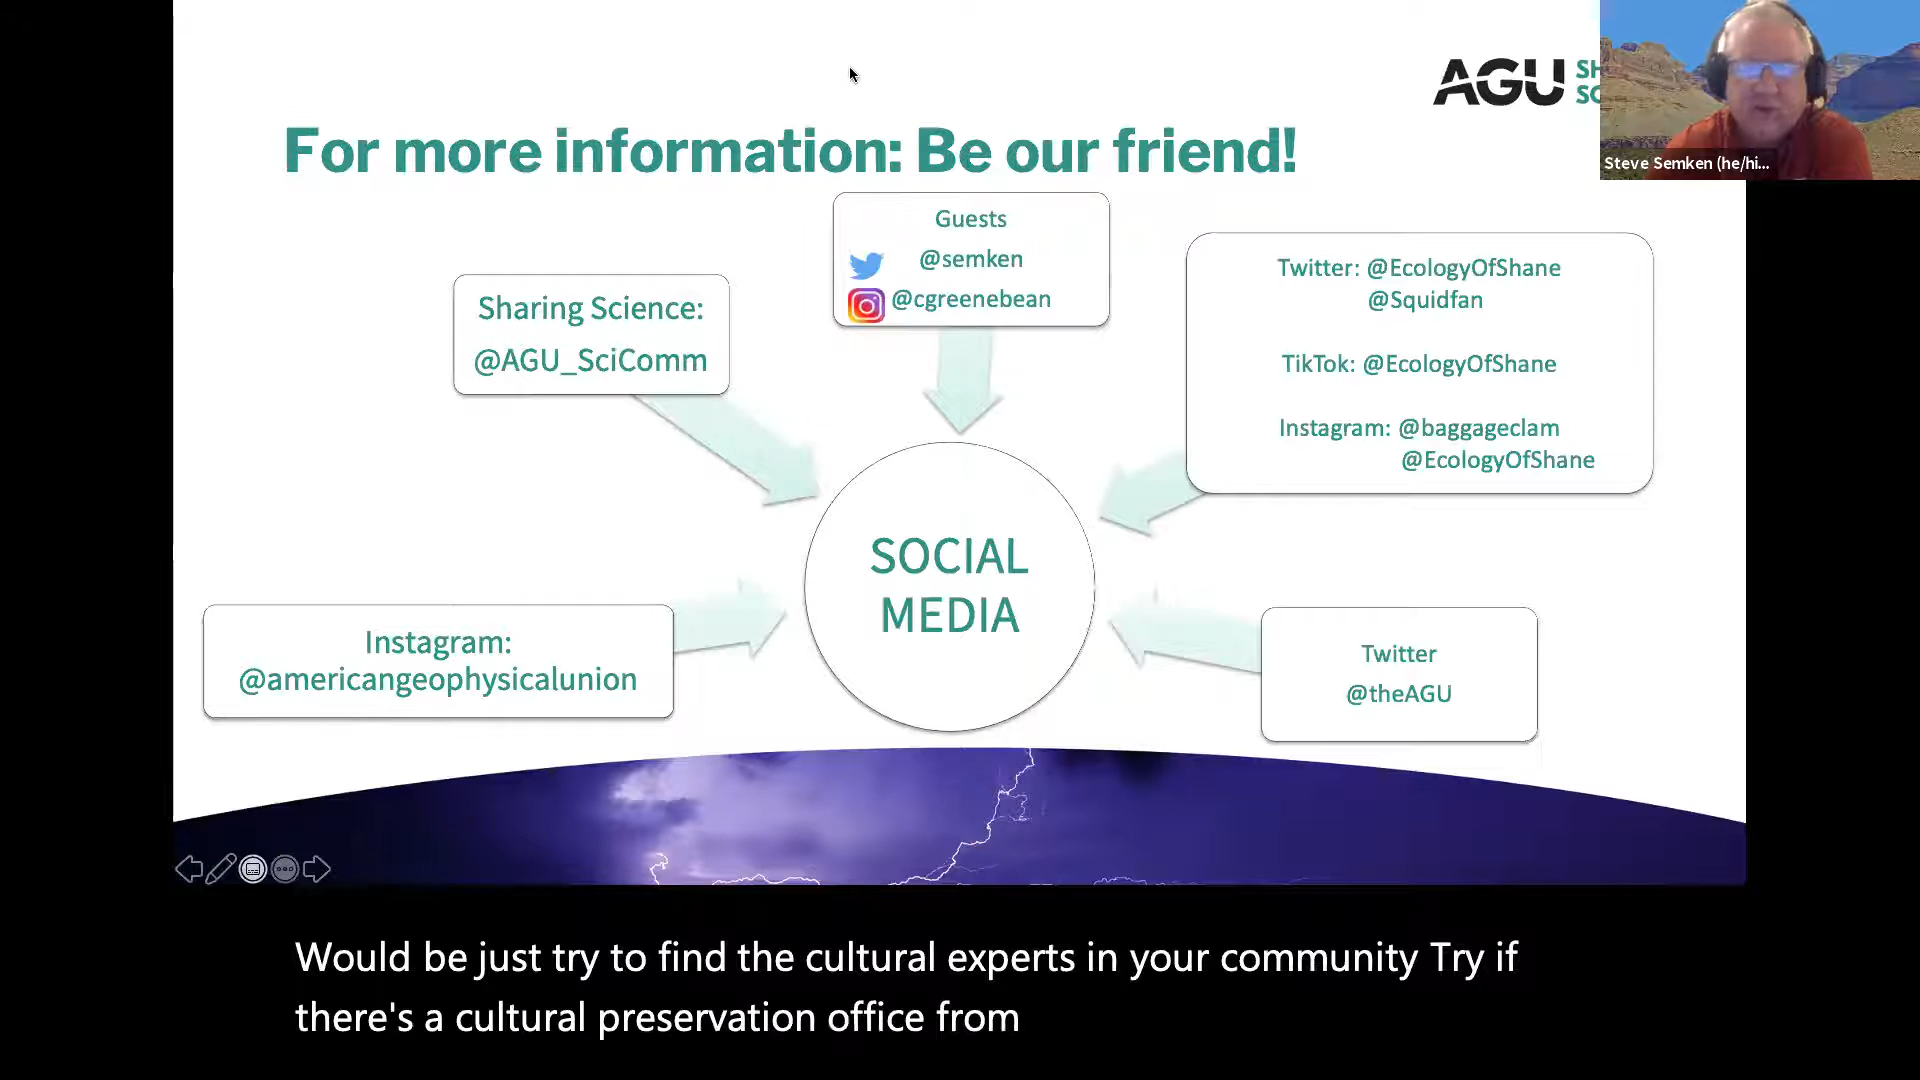 AGU
For more information: Be our friend!
Steve Semken (he/hi...
Guests
@semken
@cgreenebean
Sharing Science:
@AGU_SciComm
Twitter: @EcologyOfShane
@Squidfan
TikTok: @EcologyOfShane
Instagram: @baggageclam
@EcologyOfShane
SOCIAL
MEDIA
Instagram:
@americangeophysicalunion
Twitter
@theAGU
Would be just try to find the cultural experts in your community Try if
there's a cultural preservation office from